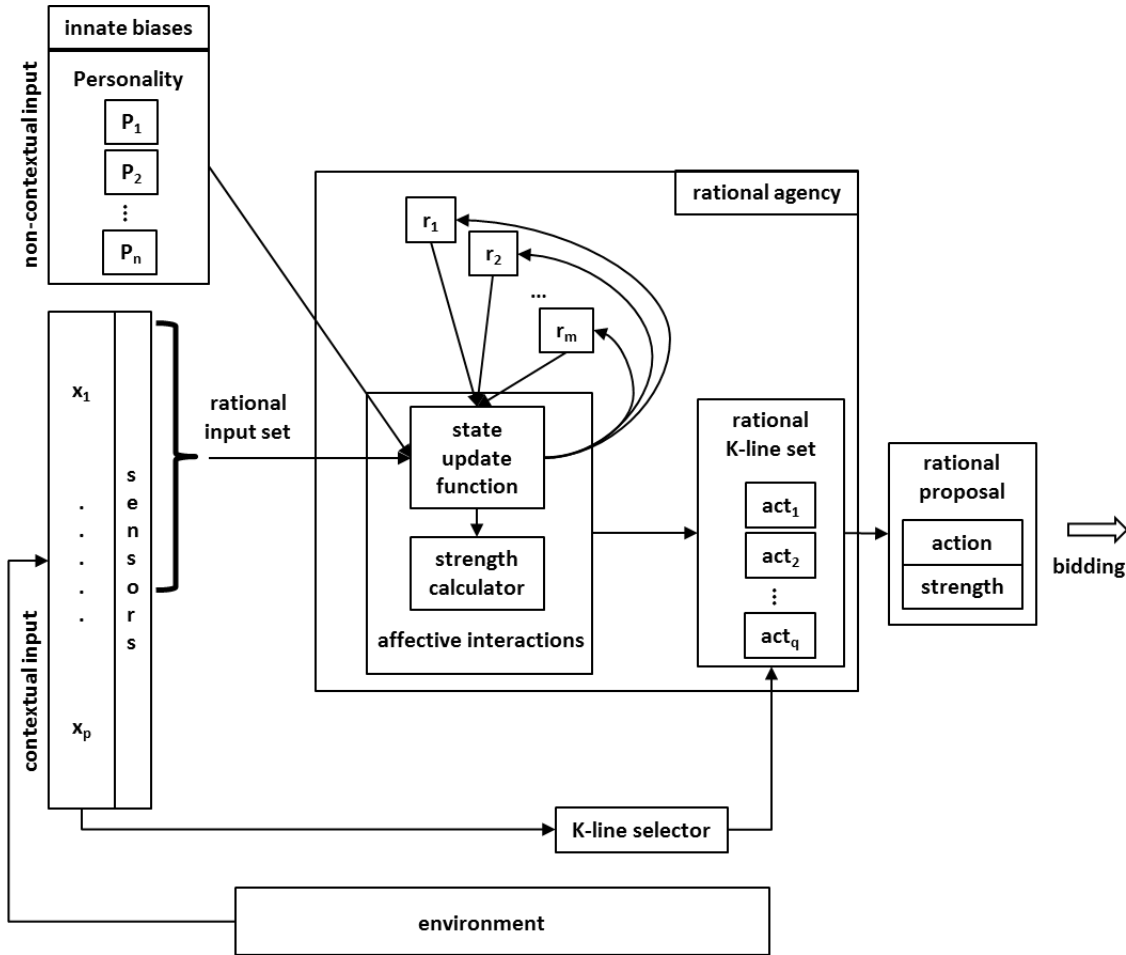 innate biases
non-contextual input
Personality
P1
P2
⋮
Pn
rational agency
r1
r2
...
rm
x1
.
.
.
.
.
xp
sensors
contextual input
rational
input set
state
update
function
strength
calculator
affective interactions
rational
K-line set
act1
act2
⋮
actq
rational
proposal
action
strength
bidding
K-line selector
environment